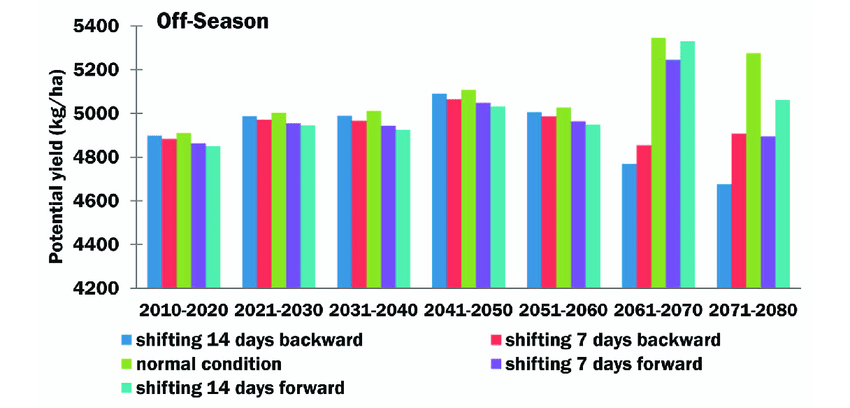 Off-Season
Potential yield (kg/ha)
5400
5200
5000
4800
4600
4400
4200
2010-2020 2021-2030 2031-2040 2041-2050 2051-2060 2061-2070 2071-2080
shifting 14 days backward shifting 7 days backward
normal condition shifting 7 days forward
shifting 14 days forward